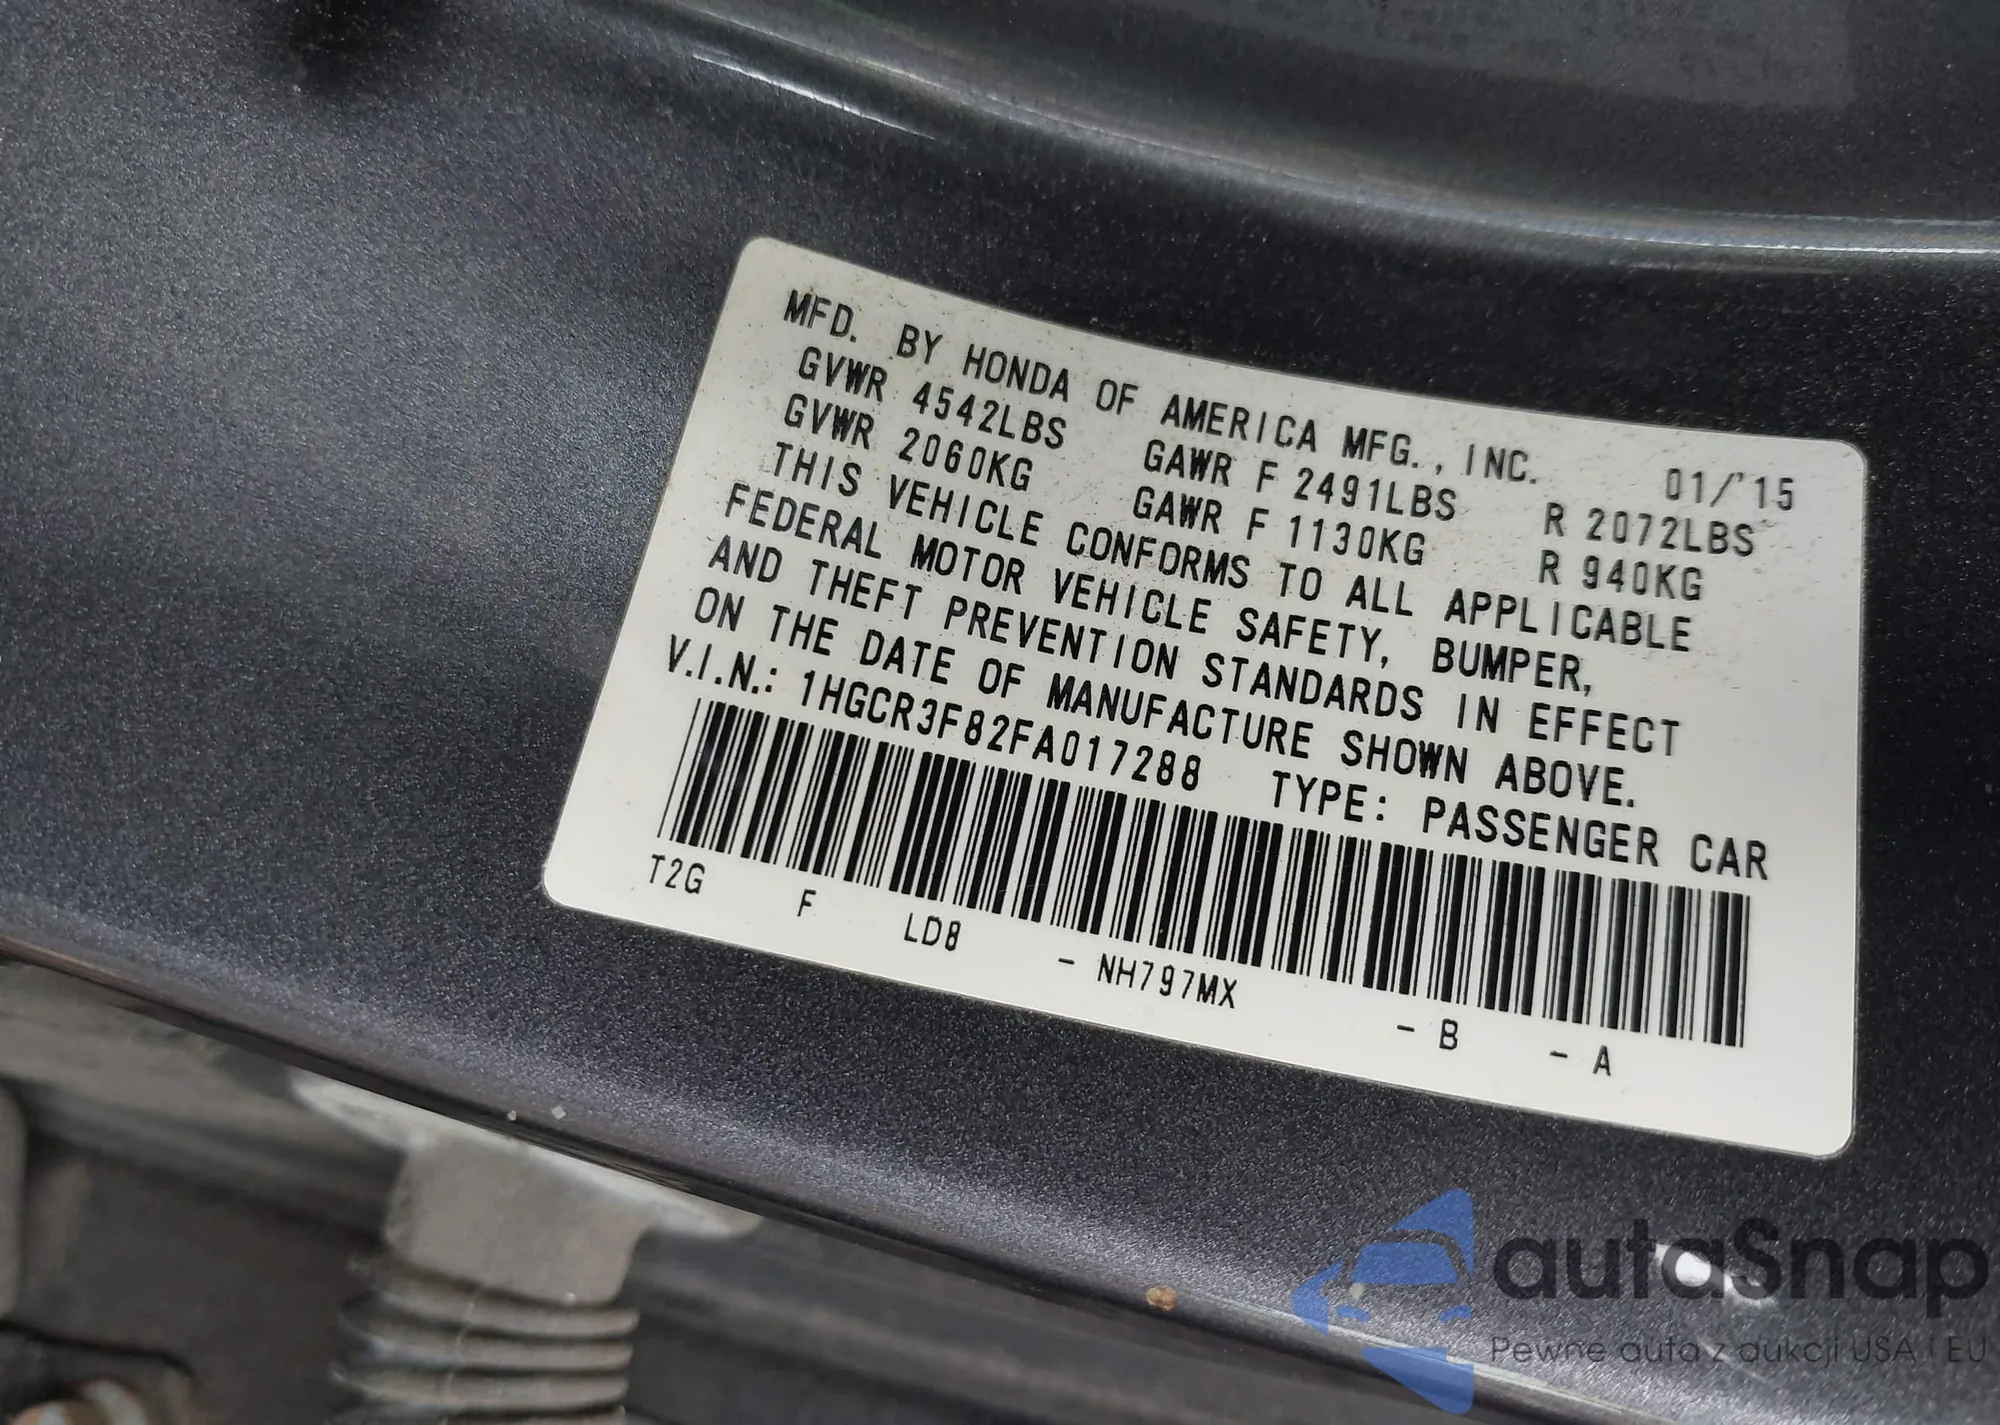 MFD. BY HONDA OF AMERICA MFG., INC. 01/'15
GVWR 4542LBS GAWR F 2491LBS R 2072LBS
GVWR 2060KG GAWR F 1130KG R 940KG
THIS VEHICLE CONFORMS TO ALL APPLICABLE
FEDERAL MOTOR VEHICLE SAFETY, BUMPER,
AND THEFT PREVENTION STANDARDS IN EFFECT
ON THE DATE OF MANUFACTURE SHOWN ABOVE.
V.I.N.: 1HGCR3F82FA017288 TYPE: PASSENGER CAR
T2G F LD8 - NH797MX - B - A
autaSnap
Pewne auta z aukcji USA i EU